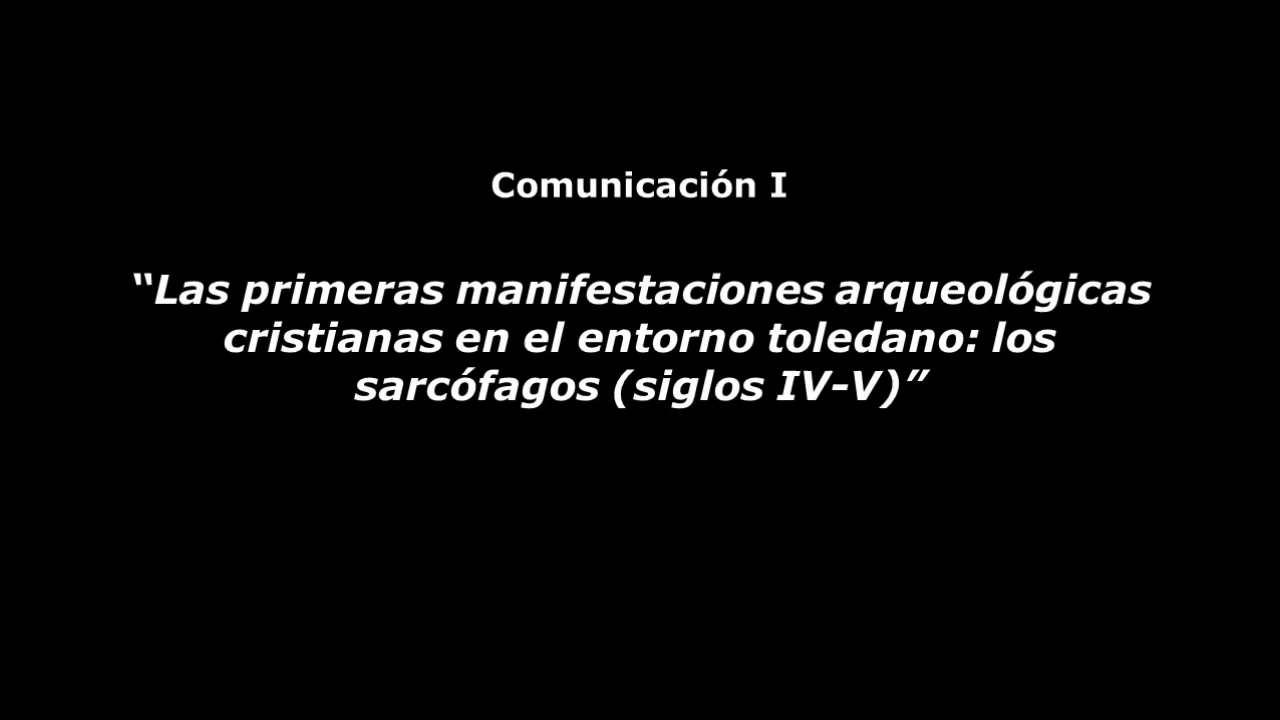 Comunicación I
“Las primeras manifestaciones arqueológicas
cristianas en el entorno toledano: los
sarcófagos (siglos IV-V)”